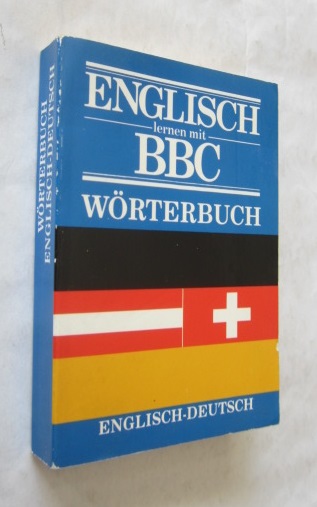 ENGLISCH
lernen mit
BBC
WÖRTERBUCH
ENGLISCH-DEUTSCH
WÖRTERBUCH
ENGLISCH-DEUTSCH